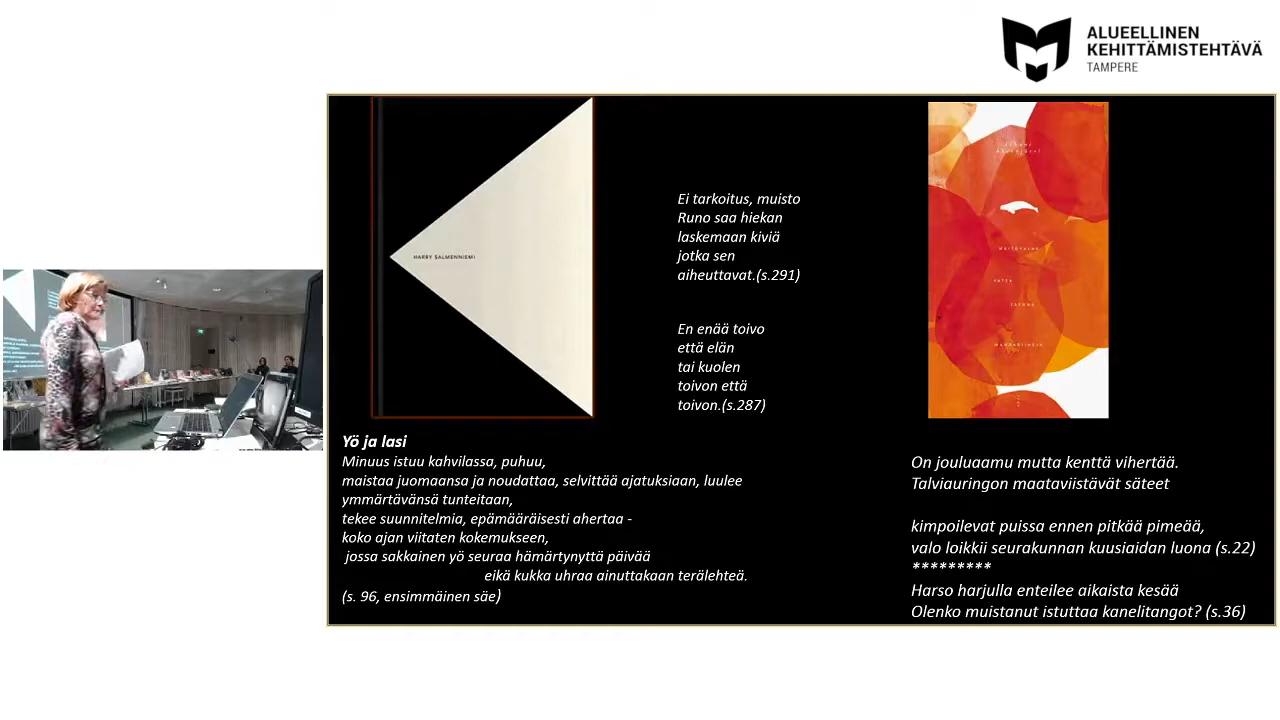 ALUEELLINEN
KEHITTÄMISTEHTÄVÄ
TAMPERE
HARRY SALMENNIEMI
Ei tarkoitus, muisto
Runo saa hiekan
laskemaan kiviä
jotka sen
aiheuttavat.(s.291)
En enää toivo
että elän
tai kuolen
toivon että
toivon.(s.287)
Yö ja lasi
Minuus istuu kahvilassa, puhuu,
maistaa juomaansa ja noudattaa, selvittää ajatuksiaan, luulee
ymmärtävänsä tunteitaan,
tekee suunnitelmia, epämääräisesti ahertaa -
koko ajan viitaten kokemukseen,
jossa sakkainen yö seuraa hämärtynyttä päivää
eikä kukka uhraa ainuttakaan terälehteä.
(s. 96, ensimmäinen säe)
On jouluaamu mutta kenttä vihertää.
Talviauringon maataviistävät säteet
kimpoilevat puissa ennen pitkää pimeää,
valo loikkii seurakunnan kuusiaidan luona (s.22)
*********
Harso harjulla enteilee aikaista kesää
Olenko muistanut istuttaa kanelitangot? (s.36)